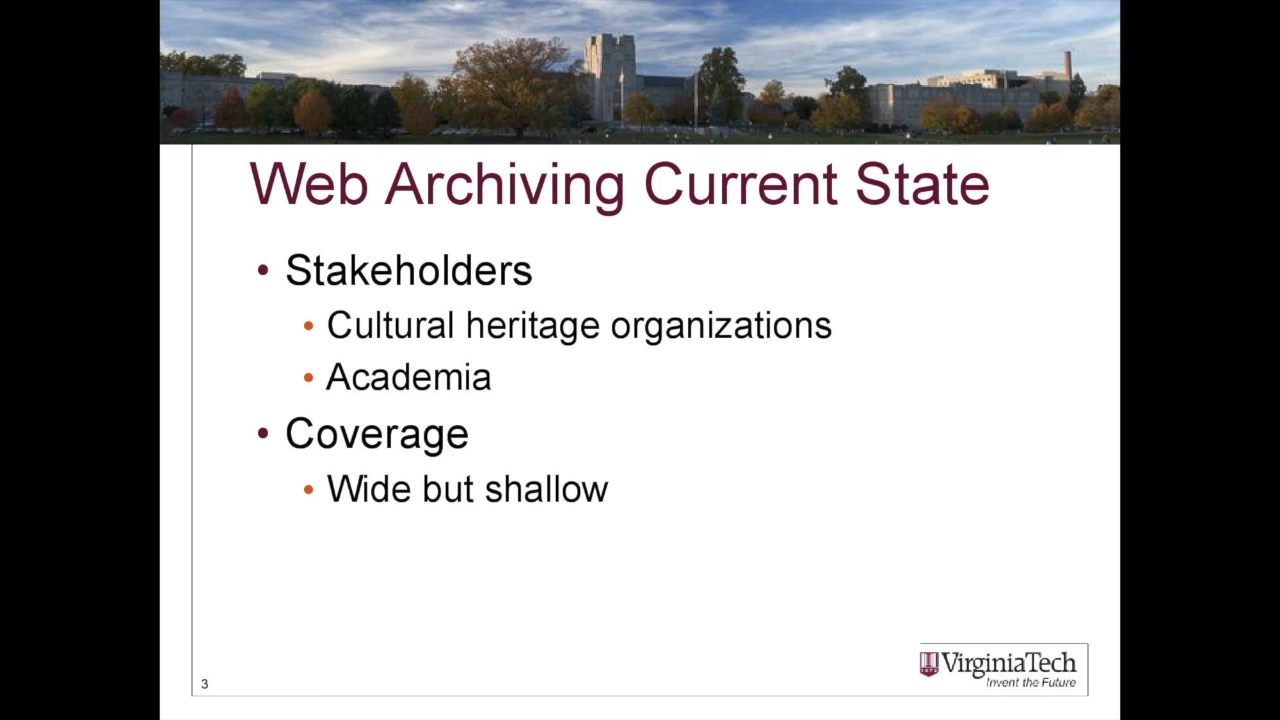 Web Archiving Current State
• Stakeholders
• Cultural heritage organizations
• Academia
• Coverage
• Wide but shallow
VirginiaTech
Invent the Future
3